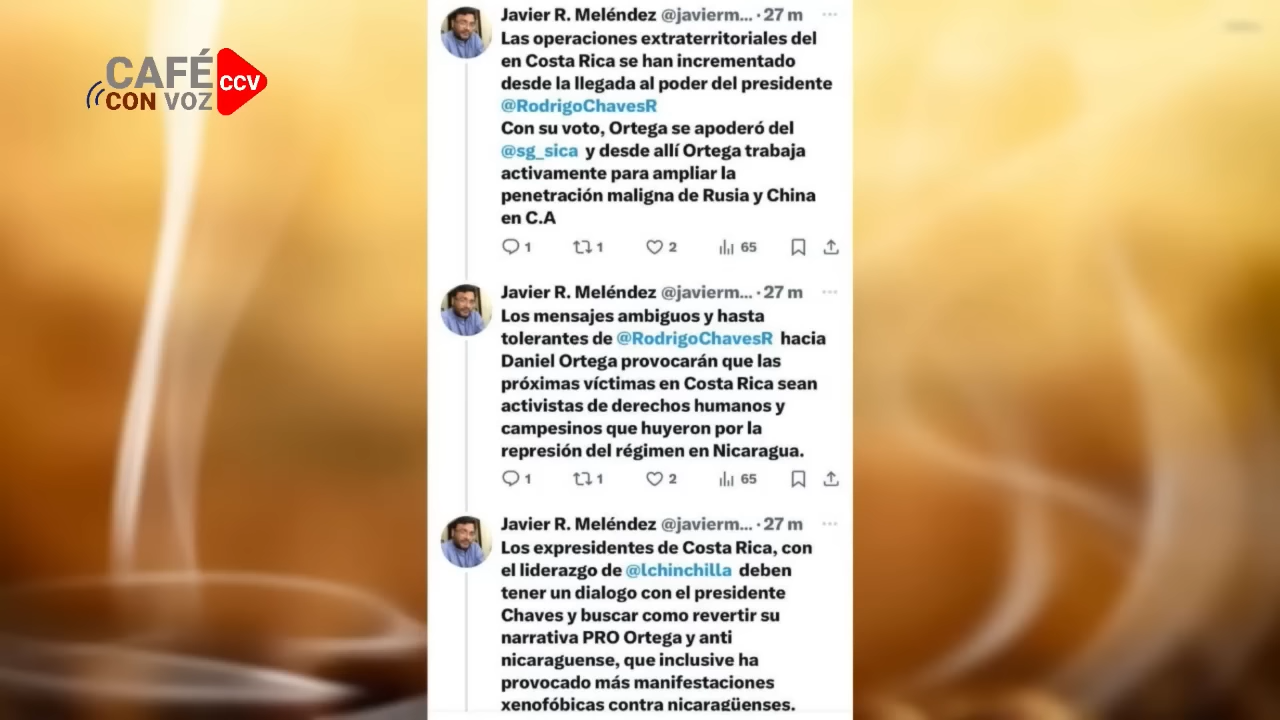 CAFÉ
CON VOZ
CCV
Javier R. Meléndez @javierm... · 27 m
Las operaciones extraterritoriales del
en Costa Rica se han incrementado
desde la llegada al poder del presidente
@RodrigoChavesR
Con su voto, Ortega se apoderó del
@sg_sica y desde allí Ortega trabaja
activamente para ampliar la
penetración maligna de Rusia y China
en C.A
1 1 2 65
Javier R. Meléndez @javierm... · 27 m
Los mensajes ambiguos y hasta
tolerantes de @RodrigoChavesR hacia
Daniel Ortega provocarán que las
próximas víctimas en Costa Rica sean
activistas de derechos humanos y
campesinos que huyeron por la
represión del régimen en Nicaragua.
1 1 2 65
Javier R. Meléndez @javierm... · 27 m
Los expresidentes de Costa Rica, con
el liderazgo de @lchinchilla deben
tener un dialogo con el presidente
Chaves y buscar como revertir su
narrativa PRO Ortega y anti
nicaraguense, que inclusive ha
provocado más manifestaciones
xenofóbicas contra nicaragüenses.